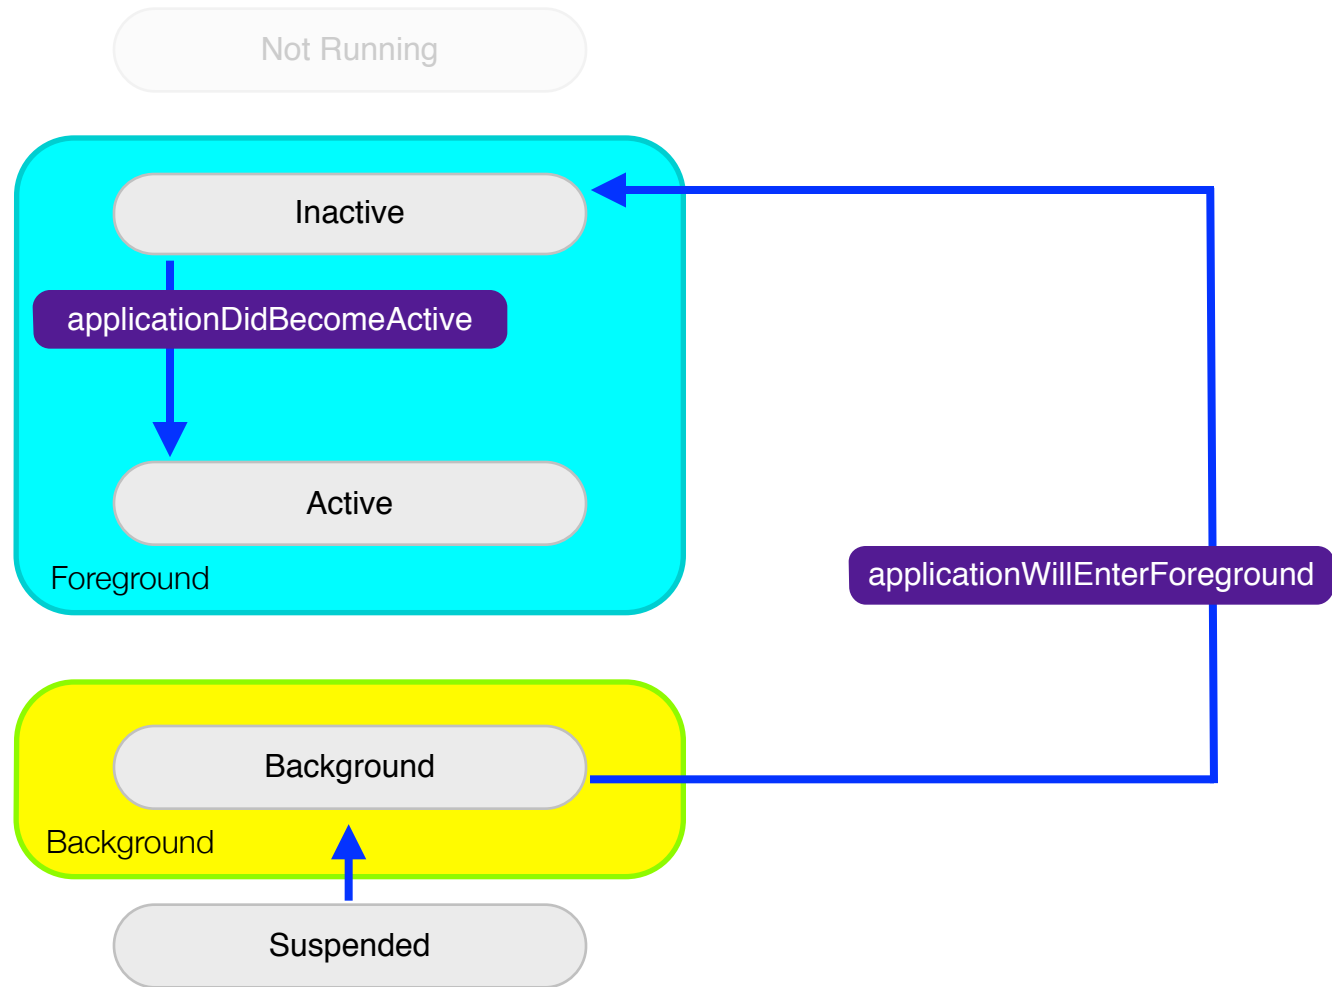 Not Running
Inactive
applicationDidBecomeActive
Active
Foreground
applicationWillEnterForeground
Background
Background
Suspended